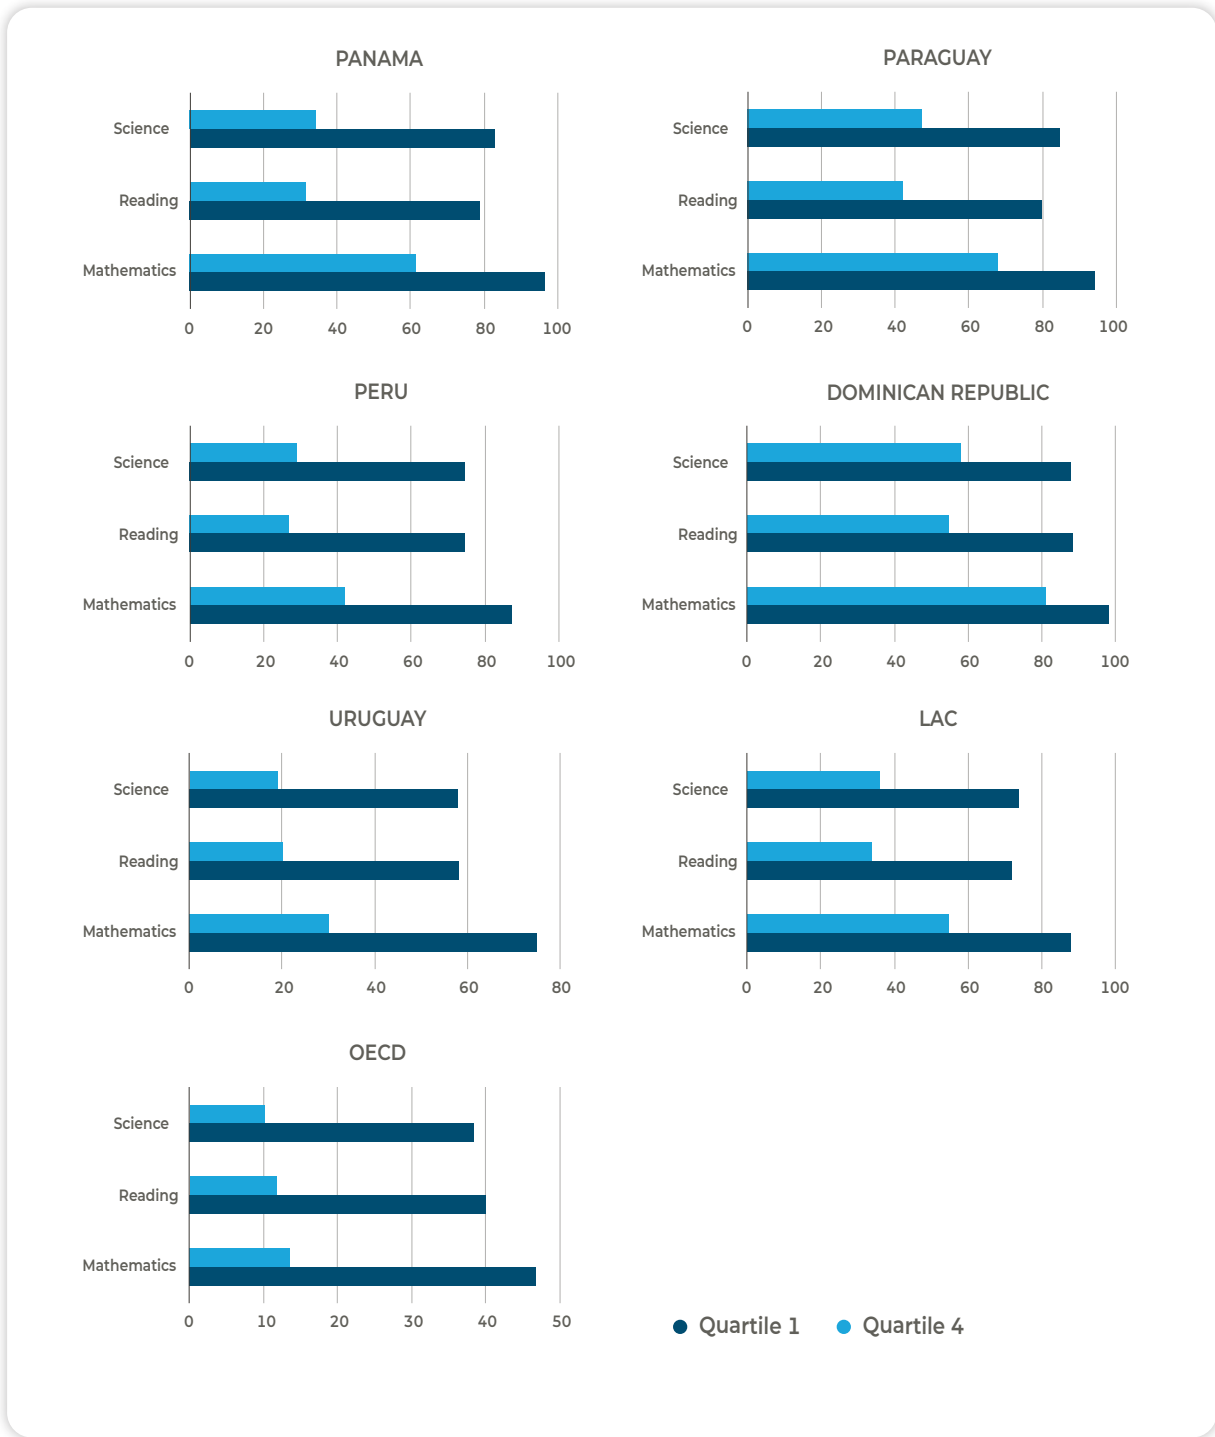 PANAMA
Science
Reading
Mathematics
0 20 40 60 80 100
PARAGUAY
Science
Reading
Mathematics
0 20 40 60 80 100
PERU
Science
Reading
Mathematics
0 20 40 60 80 100
DOMINICAN REPUBLIC
Science
Reading
Mathematics
0 20 40 60 80 100
URUGUAY
Science
Reading
Mathematics
0 20 40 60 80
LAC
Science
Reading
Mathematics
0 20 40 60 80 100
OECD
Science
Reading
Mathematics
0 10 20 30 40 50
Quartile 1 Quartile 4